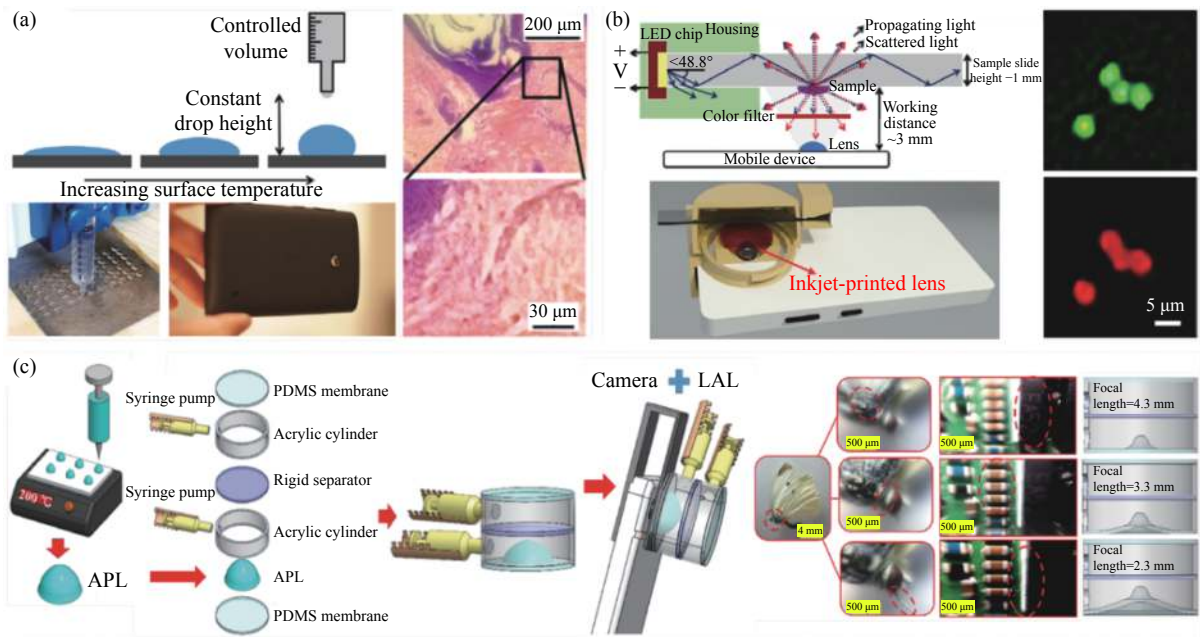 (a)
Controlled
volume
Constant
drop height
Increasing surface temperature
200 μm
30 μm
(b)
LED chip
Housing
Propagating light
Scattered light
+
V
−
<48.8°
Sample slide
height ~1 mm
Sample
Color filter
Working
distance
~3 mm
Lens
Mobile device
Inkjet-printed lens
5 μm
(c)
200 ℃
APL
Syringe pump
Syringe pump
PDMS membrane
Acrylic cylinder
Rigid separator
Acrylic cylinder
APL
PDMS membrane
Camera + LAL
4 mm
500 μm
500 μm
Focal
length=4.3 mm
500 μm
500 μm
Focal
length=3.3 mm
500 μm
500 μm
Focal
length=2.3 mm